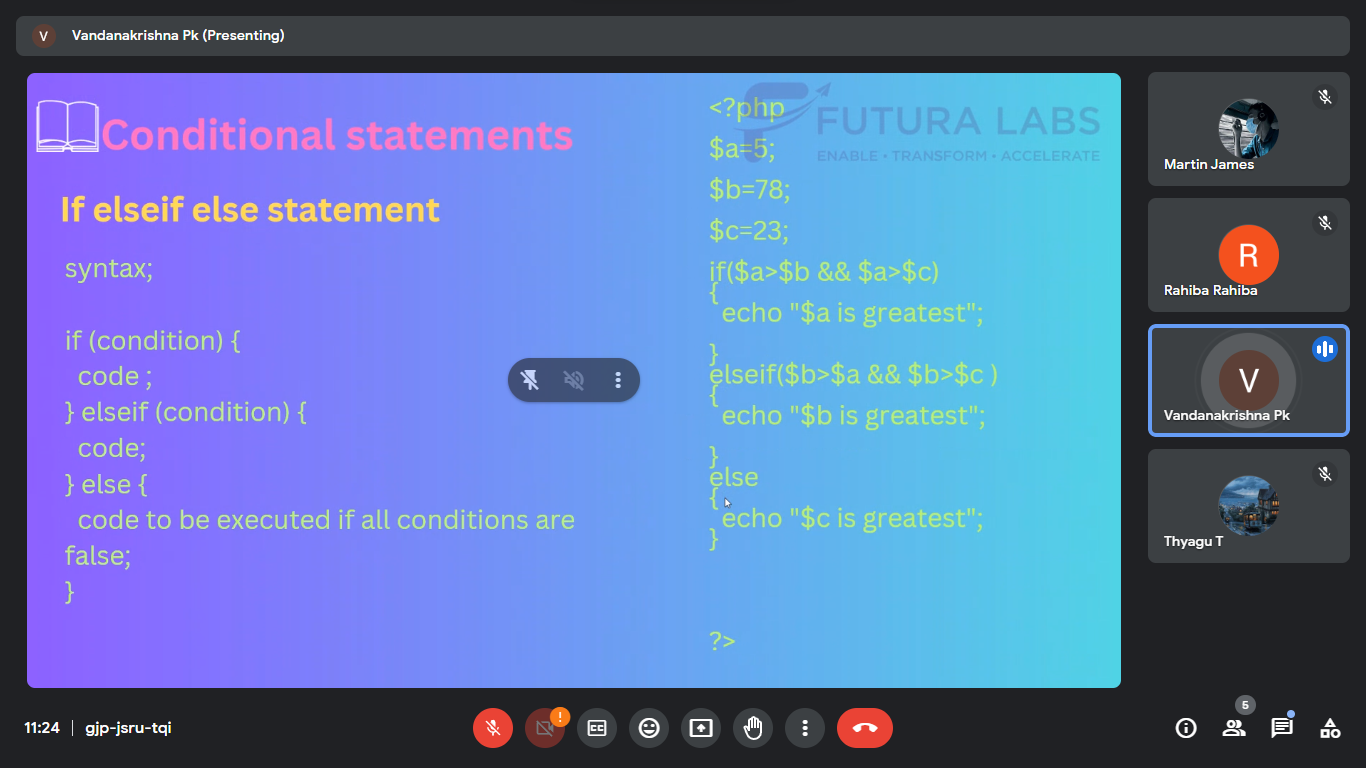 V Vandanakrishna Pk (Presenting)
Conditional statements
If elseif else statement
syntax;
if (condition) {
code ;
} elseif (condition) {
code;
} else {
code to be executed if all conditions are
false;
}
FUTURA LABS
ENABLE • TRANSFORM • ACCELERATE
<?php
$a=5;
$b=78;
$c=23;
if($a>$b && $a>$c)
{
echo "$a is greatest";
}
elseif($b>$a && $b>$c )
{
echo "$b is greatest";
}
else
{
echo "$c is greatest";
}
?>
Martin James
R
Rahiba Rahiba
V
Vandanakrishna Pk
Thyagu T
11:24 | gjp-jsru-tqi
!
CC
5